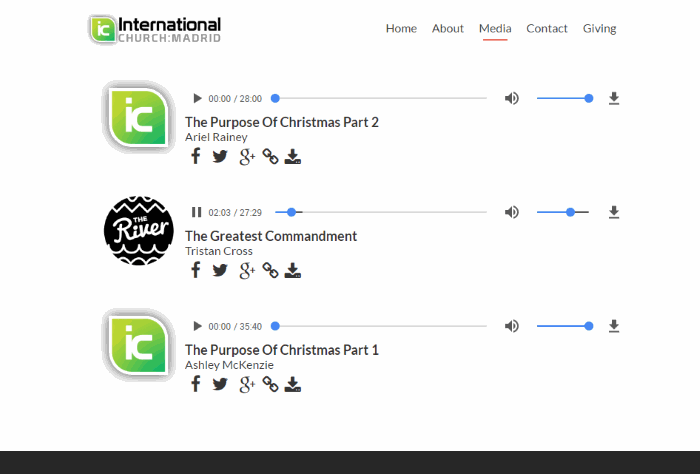 ic International
CHURCH:MADRID
Home About Media Contact Giving
ic
00:00 / 28:00
The Purpose Of Christmas Part 2
Ariel Rainey
f g+
THE
River
02:03 / 27:29
The Greatest Commandment
Tristan Cross
f g+
ic
00:00 / 35:40
The Purpose Of Christmas Part 1
Ashley McKenzie
f g+